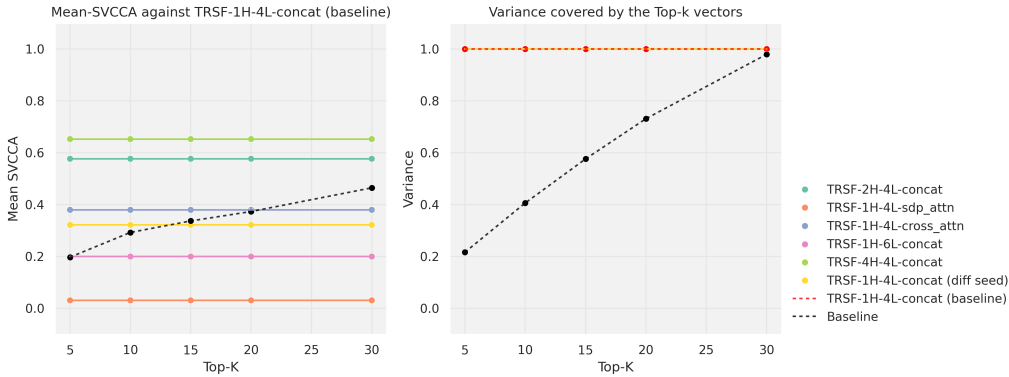 Mean-SVCCA against TRSF-1H-4L-concat (baseline)
1.0
0.8
0.6
0.4
0.2
0.0
Mean SVCCA
5 10 15 20 25 30
Top-K
Variance covered by the Top-k vectors
1.0
0.8
0.6
0.4
0.2
0.0
Variance
5 10 15 20 25 30
Top-K
TRSF-2H-4L-concat
TRSF-1H-4L-sdp_attn
TRSF-1H-4L-cross_attn
TRSF-1H-6L-concat
TRSF-4H-4L-concat
TRSF-1H-4L-concat (diff seed)
TRSF-1H-4L-concat (baseline)
Baseline